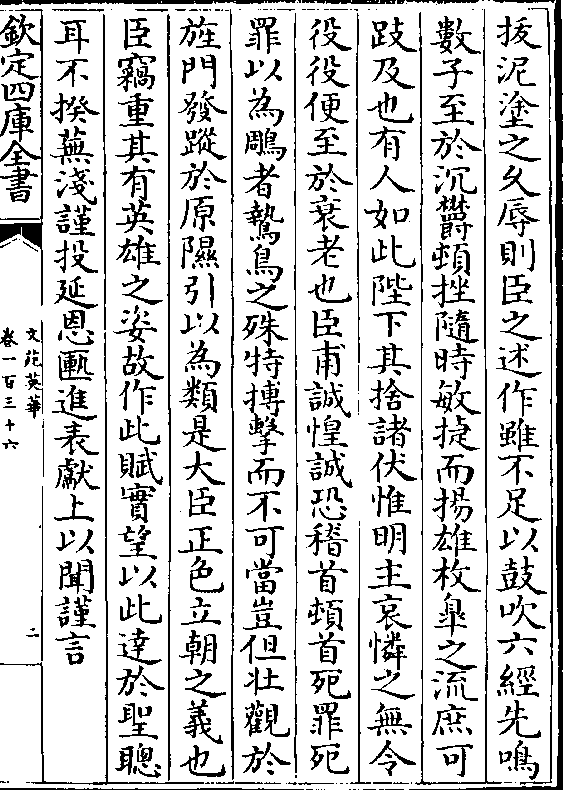 拔泥塗之久辱則臣之述作雖不足以鼓吹六經先鳴
數子至於沉欝頓挫隨時敏捷而揚雄枚臯之流庶可
跂及也有人如此陛下其捨諸伏惟明主哀憐之無令
役役便至於衰老也臣甫誠惶誠恐稽首頓首死罪死
罪以為鵰者鷙鳥之殊特搏擊而不可當豈但壯觀於
旌門發蹤於原隰引以為類是大臣正色立朝之義也
臣竊重其有英雄之姿故作此賦實望以此達於聖聰
耳不揆蕪淺謹投延恩匭進表獻上以聞謹言
欽定四庫全書
文苑英華
卷一百三十六
二